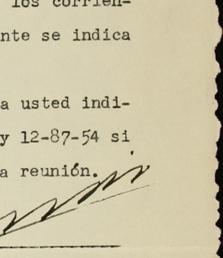 los corrien-
nte se indica
a usted indi-
y 12-87-54 si
a reunión.